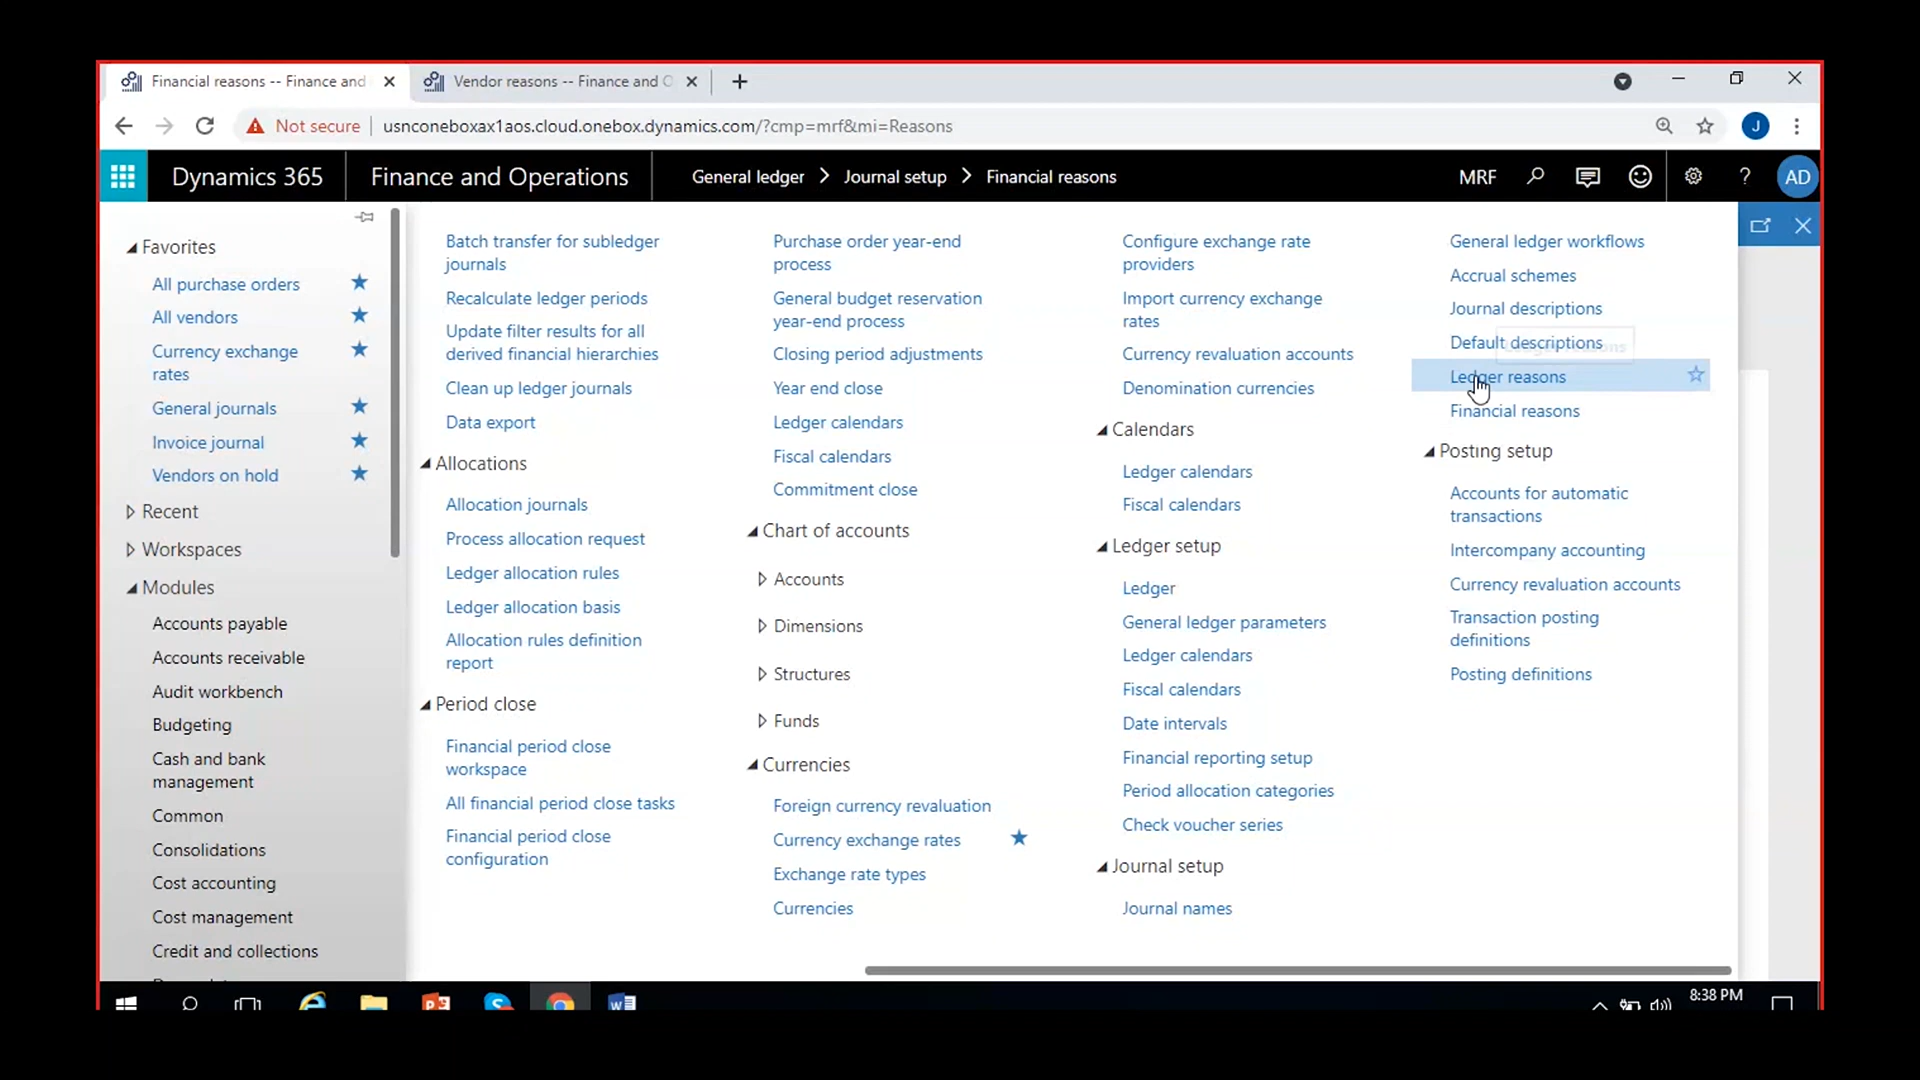 Financial reasons -- Finance and
Vendor reasons -- Finance and O
Not secure
usnconeboxax1aos.cloud.onebox.dynamics.com/?cmp=mrf&mi=Reasons
J
Dynamics 365
Finance and Operations
General ledger
Journal setup
Financial reasons
MRF
?
AD
Favorites
All purchase orders
All vendors
Currency exchange
rates
General journals
Invoice journal
Vendors on hold
Recent
Workspaces
Modules
Accounts payable
Accounts receivable
Audit workbench
Budgeting
Cash and bank
management
Common
Consolidations
Cost accounting
Cost management
Credit and collections
Batch transfer for subledger
journals
Recalculate ledger periods
Update filter results for all
derived financial hierarchies
Clean up ledger journals
Data export
Allocations
Allocation journals
Process allocation request
Ledger allocation rules
Ledger allocation basis
Allocation rules definition
report
Period close
Financial period close
workspace
All financial period close tasks
Financial period close
configuration
Purchase order year-end
process
General budget reservation
year-end process
Closing period adjustments
Year end close
Ledger calendars
Fiscal calendars
Commitment close
Chart of accounts
Accounts
Dimensions
Structures
Funds
Currencies
Foreign currency revaluation
Currency exchange rates
Exchange rate types
Currencies
Configure exchange rate
providers
Import currency exchange
rates
Currency revaluation accounts
Denomination currencies
Calendars
Ledger calendars
Fiscal calendars
Ledger setup
Ledger
General ledger parameters
Ledger calendars
Fiscal calendars
Date intervals
Financial reporting setup
Period allocation categories
Check voucher series
Journal setup
Journal names
General ledger workflows
Accrual schemes
Journal descriptions
Default descriptions
Ledger reasons
Financial reasons
Posting setup
Accounts for automatic
transactions
Intercompany accounting
Currency revaluation accounts
Transaction posting
definitions
Posting definitions
8:38 PM